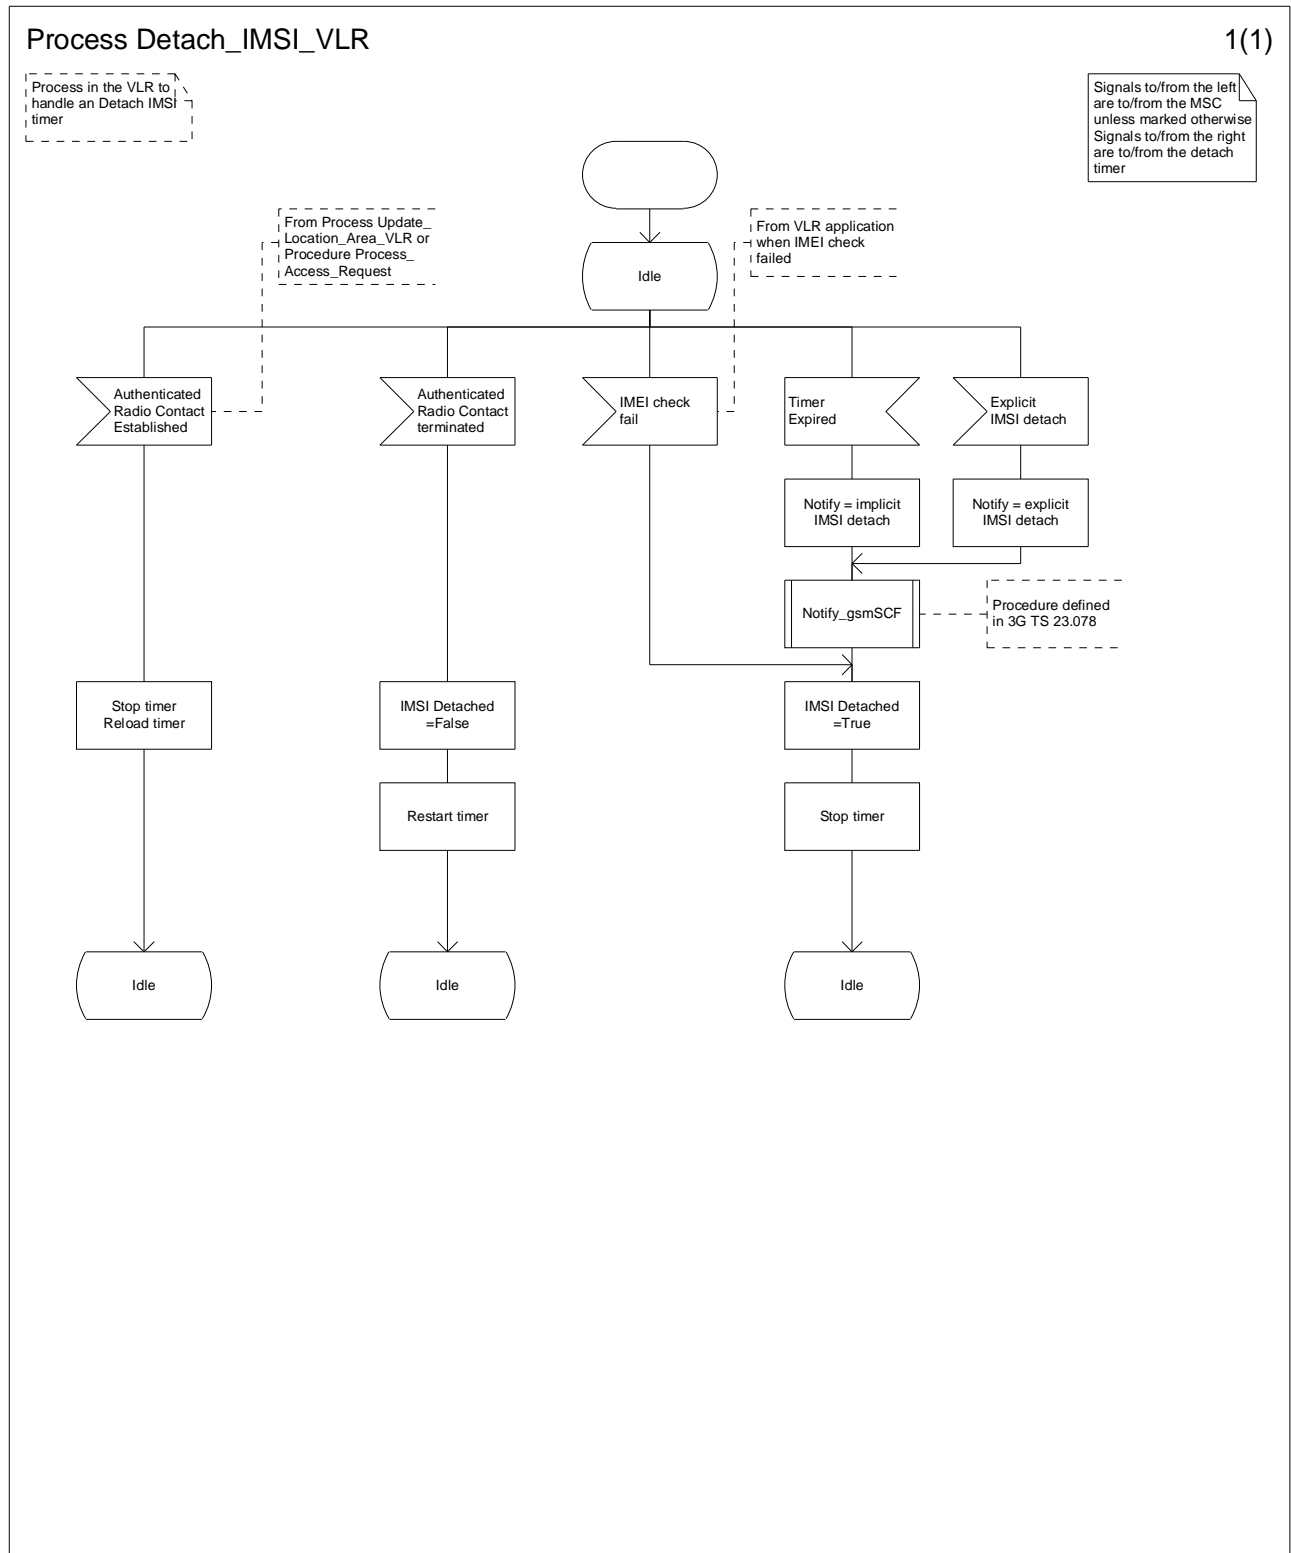 Process Detach_IMSI_VLR
1(1)
Process in the VLR to
handle an Detach IMSI
timer
Signals to/from the left
are to/from the MSC
unless marked otherwise
Signals to/from the right
are to/from the detach
timer
From Process Update_
Location_Area_VLR or
Procedure Process_
Access_Request
From VLR application
when IMEI check
failed
Idle
Authenticated
Radio Contact
Established
Authenticated
Radio Contact
terminated
IMEI check
fail
Timer
Expired
Explicit
IMSI detach
Notify = implicit
IMSI detach
Notify = explicit
IMSI detach
Notify_gsmSCF
Procedure defined
in 3G TS 23.078
Stop timer
Reload timer
IMSI Detached
=False
IMSI Detached
=True
Restart timer
Stop timer
Idle
Idle
Idle